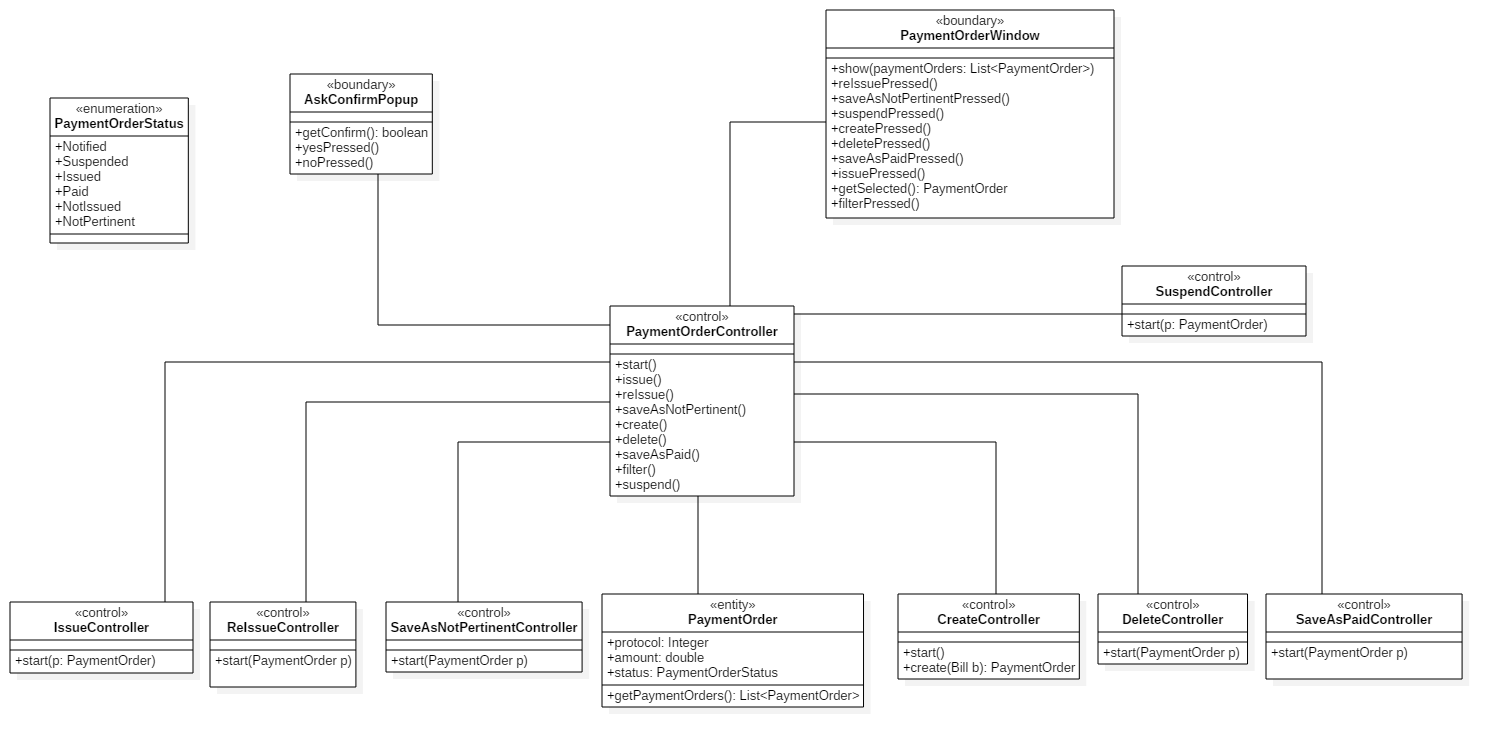 «boundary»
PaymentOrderWindow
+show(paymentOrders: List<PaymentOrder>)
+reIssuePressed()
+saveAsNotPertinentPressed()
+suspendPressed()
+createPressed()
+deletePressed()
+saveAsPaidPressed()
+issuePressed()
+getSelected(): PaymentOrder
+filterPressed()
«boundary»
AskConfirmPopup
+getConfirm(): boolean
+yesPressed()
+noPressed()
«enumeration»
PaymentOrderStatus
+Notified
+Suspended
+Issued
+Paid
+NotIssued
+NotPertinent
«control»
SuspendController
+start(p: PaymentOrder)
«control»
PaymentOrderController
+start()
+issue()
+reIssue()
+saveAsNotPertinent()
+create()
+delete()
+saveAsPaid()
+filter()
+suspend()
«control»
IssueController
+start(p: PaymentOrder)
«control»
ReIssueController
+start(PaymentOrder p)
«control»
SaveAsNotPertinentController
+start(PaymentOrder p)
«entity»
PaymentOrder
+protocol: Integer
+amount: double
+status: PaymentOrderStatus
+getPaymentOrders(): List<PaymentOrder>
«control»
CreateController
+start()
+create(Bill b): PaymentOrder
«control»
DeleteController
+start(PaymentOrder p)
«control»
SaveAsPaidController
+start(PaymentOrder p)